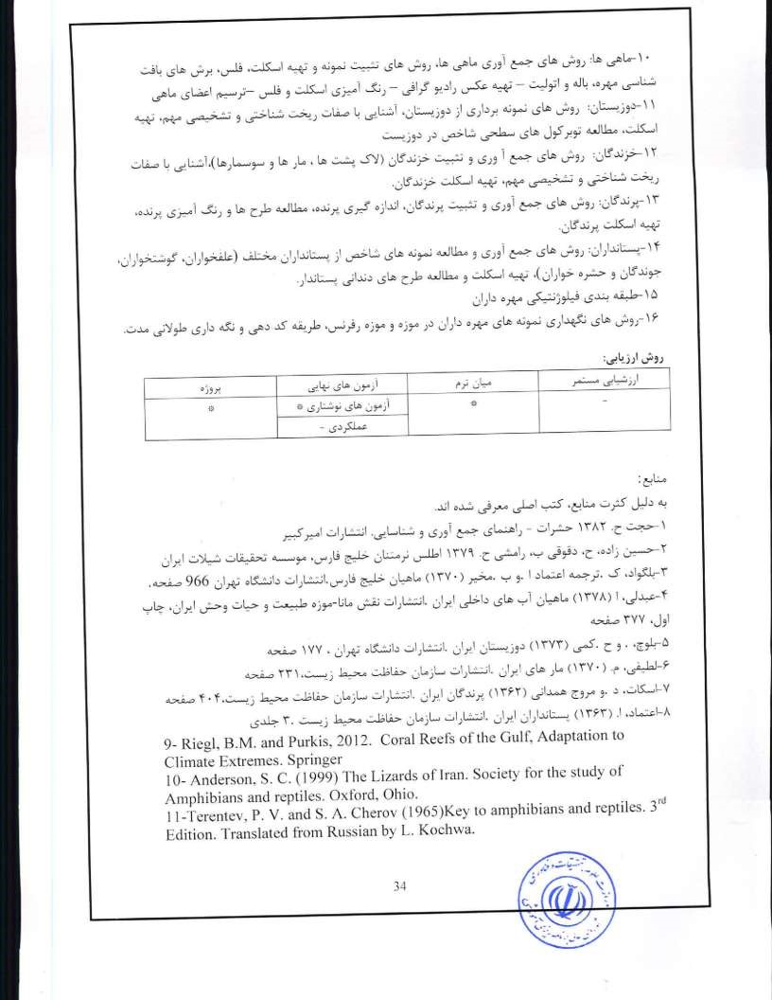 ۱۰-ماهی ها: روش های جمع آوری ماهی ها، روش های تثبیت نمونه و تهیه اسکلت، فلس، برش های بافت
شناسی مهره، باله و اتولیت – تهیه عکس رادیو گرافی – رنگ آمیزی اسکلت و فلس –ترسیم اعضای ماهی
۱۱-دوزیستان: روش های نمونه برداری از دوزیستان، آشنایی با صفات ریخت شناختی و تشخیصی مهم، تهیه
اسکلت، مطالعه توبرکول های سطحی شاخص در دوزیست
۱۲-خزندگان: روش های جمع آ وری و تثبیت خزندگان (لاک پشت ها ، مار ها و سوسمارها)،آشنایی با صفات
ریخت شناختی و تشخیصی مهم، تهیه اسکلت خزندگان.
۱۳-پرندگان: روش های جمع آوری و تثبیت پرندگان، اندازه گیری پرنده، مطالعه طرح ها و رنگ آمیزی پرنده،
تهیه اسکلت پرندگان.
۱۴-پستانداران: روش های جمع آوری و مطالعه نمونه های شاخص از پستانداران مختلف (علفخواران، گوشتخواران،
جوندگان و حشره خواران)، تهیه اسکلت و مطالعه طرح های دندانی پستاندار.
۱۵-طبقه بندی فیلوژنتیکی مهره داران
۱۶-روش های نگهداری نمونه های مهره داران در موزه و موزه رفرنس، طریقه کد دهی و نگه داری طولانی مدت.
روش ارزیابی:
ارزشیابی مستمر میان ترم آزمون های نهایی پروژه
- * آزمون های نوشتاری * *
عملکردی -
منابع:
به دلیل کثرت منابع، کتب اصلی معرفی شده اند.
۱-حجت ح. ۱۳۸۲ حشرات - راهنمای جمع آوری و شناسایی. انتشارات امیرکبیر
۲-حسین زاده، ح، دقوقی ب، رامشی ح. ۱۳۷۹ اطلس نرمتنان خلیج فارس، موسسه تحقیقات شیلات ایران
۳-بلگواد، ک .ترجمه اعتماد ا .و ب .مخیر (۱۳۷۰) ماهیان خلیج فارس.انتشارات دانشگاه تهران 966 صفحه.
۴-عبدلی، ا (۱۳۷۸) ماهیان آب های داخلی ایران .انتشارات نقش مانا-موزه طبیعت و حیات وحش ایران، چاپ
اول، ۳۷۷ صفحه
۵-بلوچ، . و ح .کمی (۱۳۷۳) دوزیستان ایران .انتشارات دانشگاه تهران ، ۱۷۷ صفحه
۶-لطیفی، م. (۱۳۷۰) مار های ایران .انتشارات سازمان حفاظت محیط زیست،۲۳۱ صفحه
۷-اسکات، د .و مروج همدانی (۱۳۶۲) پرندگان ایران .انتشارات سازمان حفاظت محیط زیست،۴۰۴ صفحه
۸-اعتماد، ا. (۱۳۶۳) پستانداران ایران .انتشارات سازمان حفاظت محیط زیست .۳ جلدی
9- Riegl, B.M. and Purkis, 2012. Coral Reefs of the Gulf, Adaptation to
Climate Extremes. Springer
10- Anderson, S. C. (1999) The Lizards of Iran. Society for the study of
Amphibians and reptiles. Oxford, Ohio.
11-Terentev, P. V. and S. A. Cherov (1965)Key to amphibians and reptiles. 3rd
Edition. Translated from Russian by L. Kochwa.
34